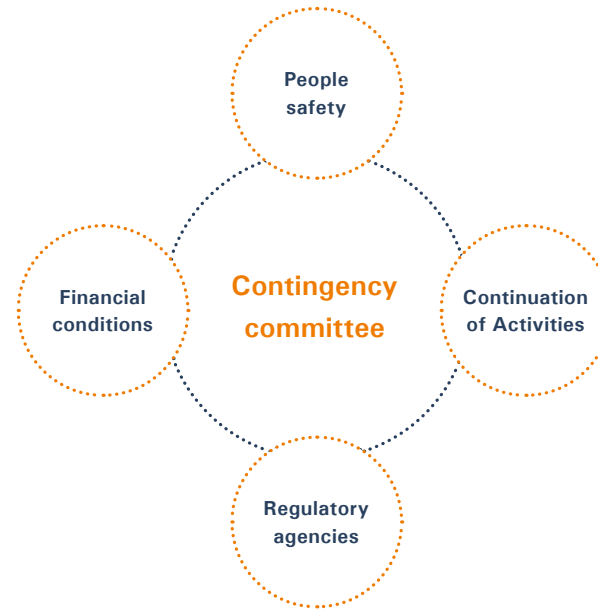 People
safety
Financial
conditions
Contingency
committee
Continuation
of Activities
Regulatory
agencies